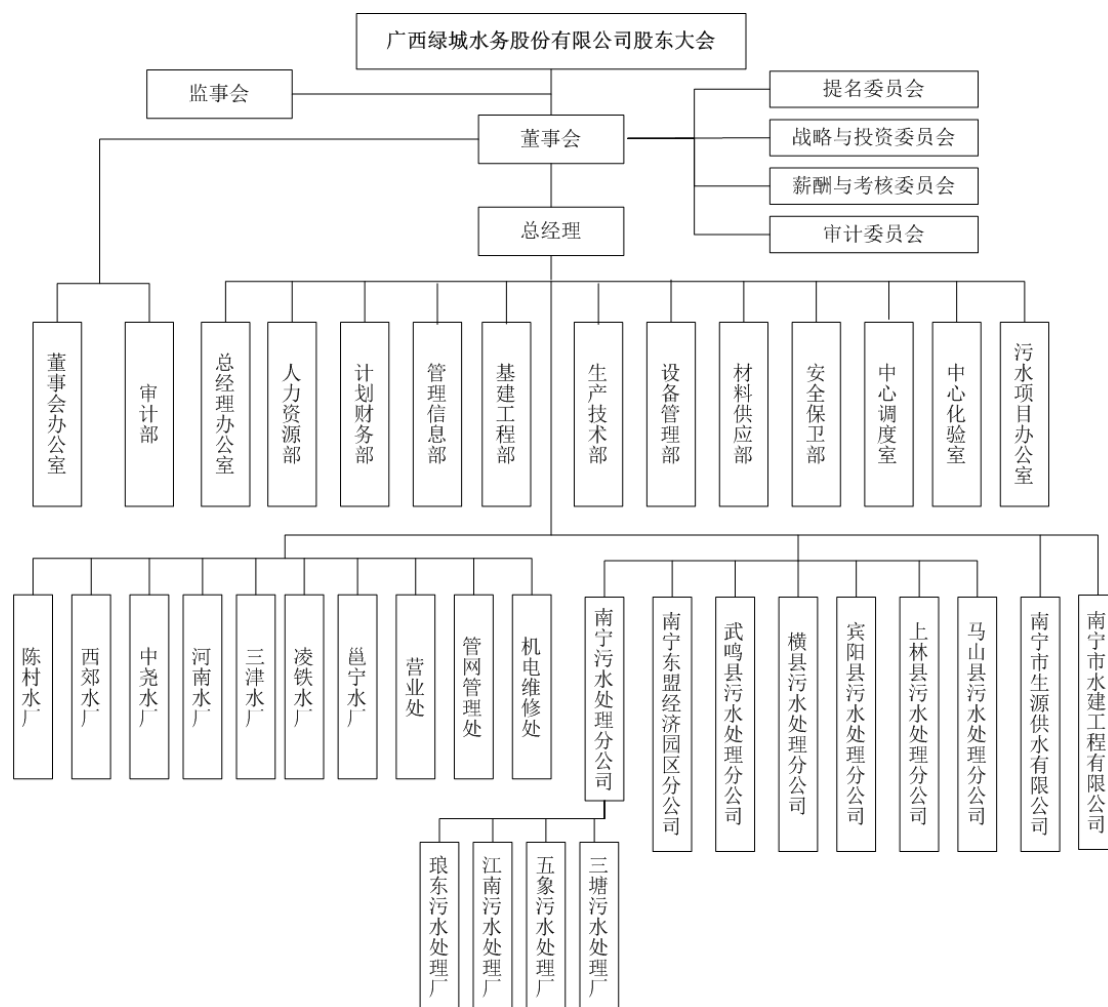 广西绿城水务股份有限公司股东大会
监事会
提名委员会
董事会
战略与投资委员会
薪酬与考核委员会
总经理
审计委员会
董事会办公室
审计部
总经理办公室
人力资源部
计划财务部
管理信息部
基建工程部
生产技术部
设备管理部
材料供应部
安全保卫部
中心调度室
中心化验室
污水项目办公室
陈村水厂
西郊水厂
中尧水厂
河南水厂
三津水厂
凌铁水厂
邕宁水厂
营业处
管网管理处
机电维修处
南宁污水处理分公司
南宁东盟经济园区分公司
武鸣县污水处理分公司
横县污水处理分公司
宾阳县污水处理分公司
上林县污水处理分公司
马山县污水处理分公司
南宁市生源供水有限公司
南宁市水建工程有限公司
琅东污水处理厂
江南污水处理厂
五象污水处理厂
三塘污水处理厂